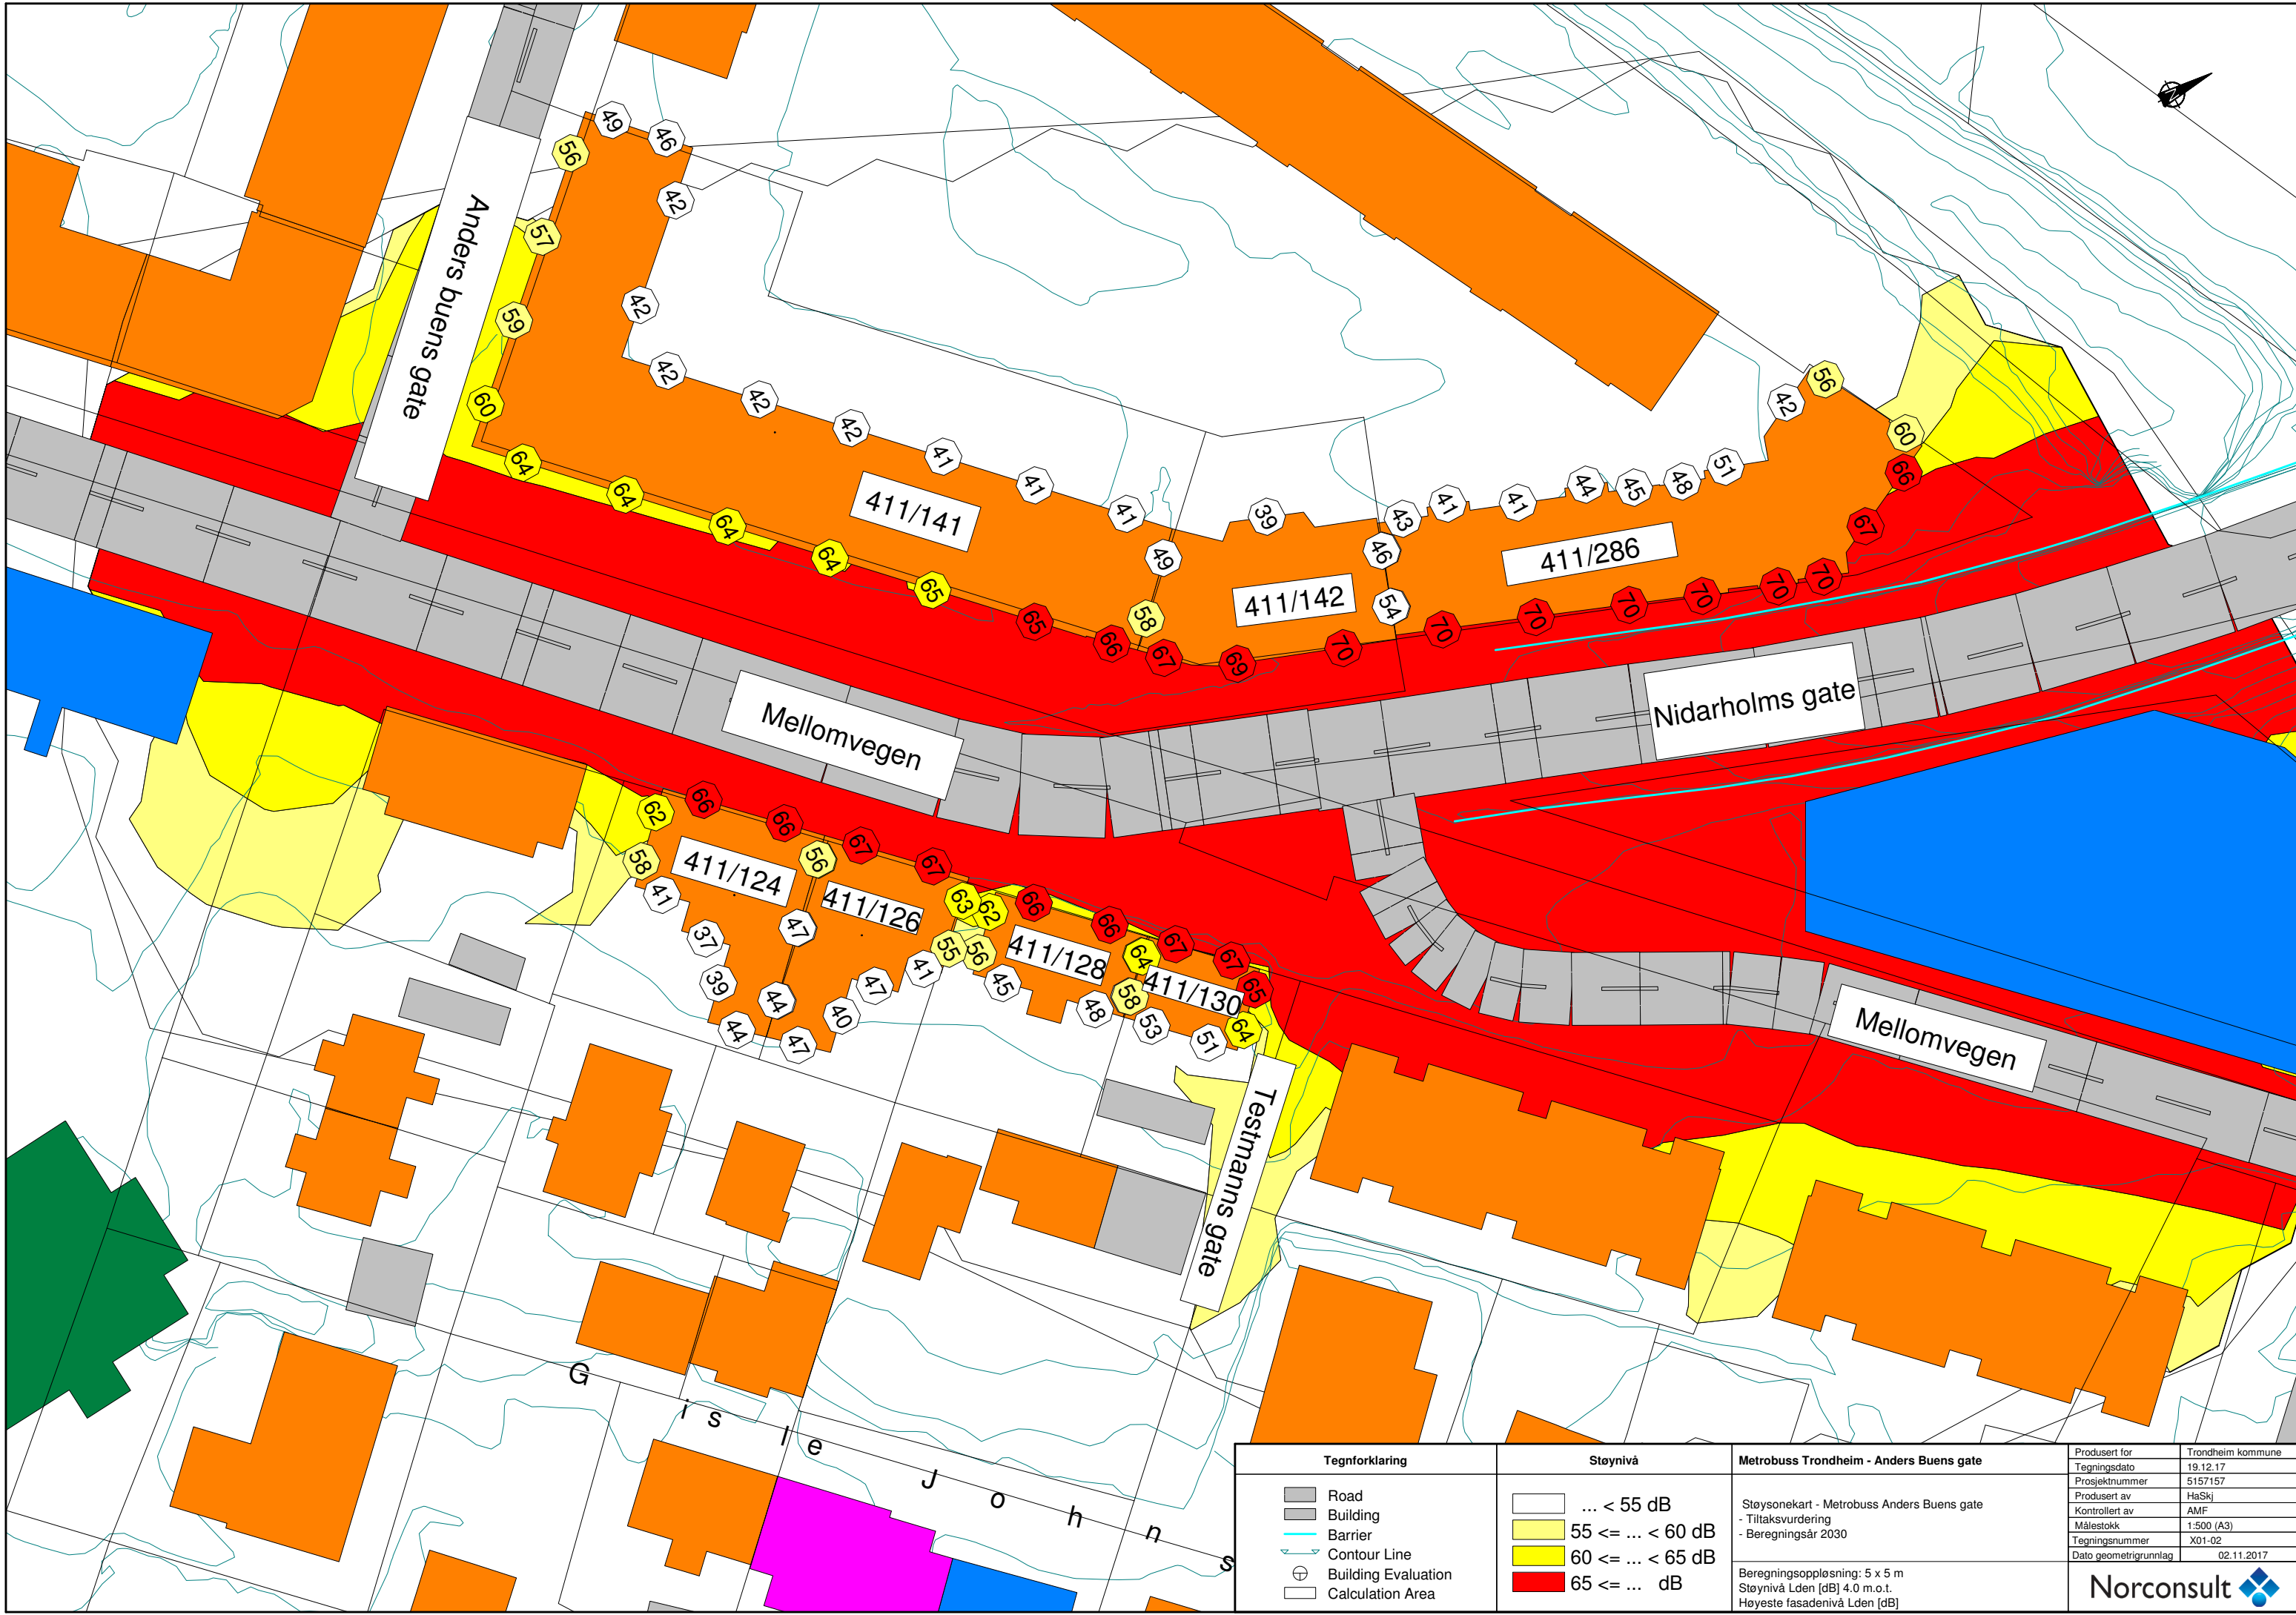 49
46
56
42
57
Anders buens gate
42
59
42
42
60
42
41
41
41
64
64
64
64
65
65
66
67
411/141
49
58
39
411/142
43
46
54
41
41
44
45
48
51
42
56
60
66
67
411/286
69
70
70
70
70
70
70
70
Mellomvegen
Nidarholms gate
62
66
66
67
67
58
411/124
56
41
411/126
47
37
39
44
44
47
40
47
41
63
62
55
56
66
66
67
67
411/128
45
64
48
58
411/130
53
51
65
64
Testmanns gate
Mellomvegen
Gisle Johns
Tegnforklaring
Road
Building
Barrier
Contour Line
Building Evaluation
Calculation Area
Støynivå
... < 55 dB
55 <= ... < 60 dB
60 <= ... < 65 dB
65 <= ... dB
Metrobuss Trondheim - Anders Buens gate
Støysonekart - Metrobuss Anders Buens gate
- Tiltaksvurdering
- Beregningsår 2030
Beregningsoppløsning: 5 x 5 m
Støynivå Lden [dB] 4.0 m.o.t.
Høyeste fasadenivå Lden [dB]
Produsert for Trondheim kommune
Tegningsdato 19.12.17
Prosjektnummer 5157157
Produsert av HaSkj
Kontrollert av AMF
Målestokk 1:500 (A3)
Tegningsnummer X01-02
Dato geometrigrunnlag 02.11.2017
Norconsult